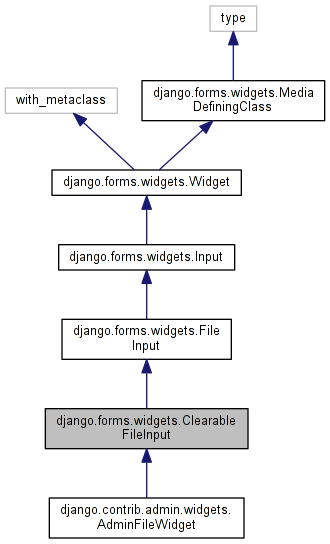 type
django.forms.widgets.Media
DefiningClass
with_metaclass
django.forms.widgets.Widget
django.forms.widgets.Input
django.forms.widgets.File
Input
django.forms.widgets.Clearable
FileInput
django.contrib.admin.widgets.
AdminFileWidget